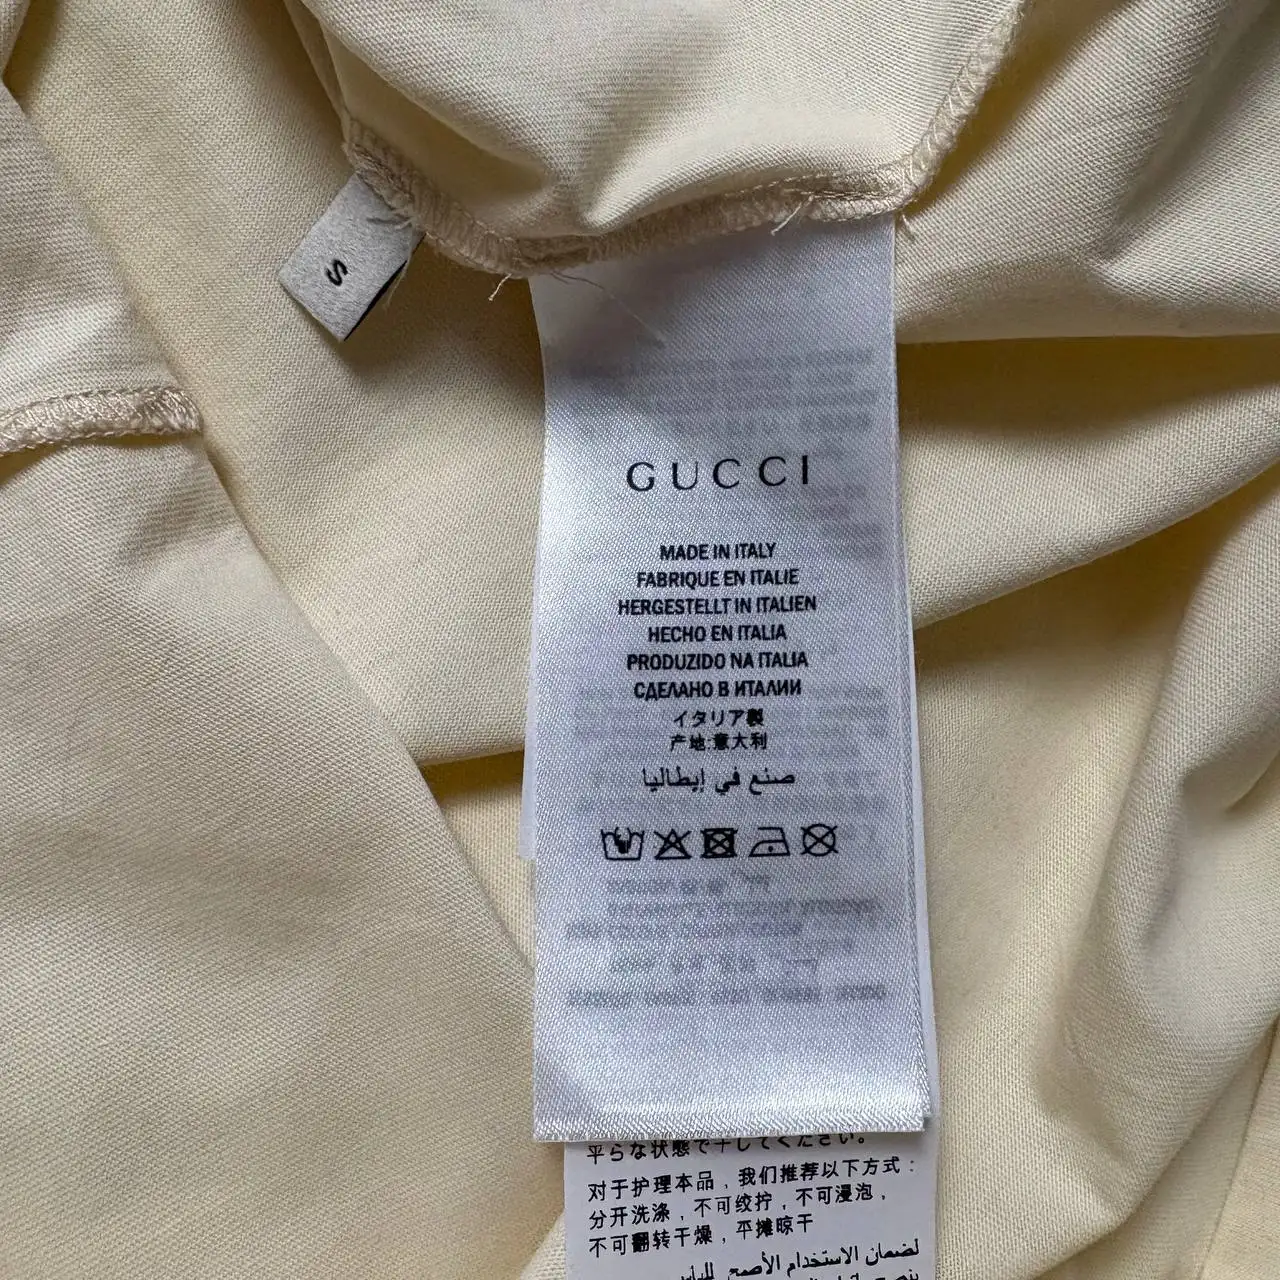 S
GUCCI
MADE IN ITALY
FABRIQUE EN ITALIE
HERGESTELLT IN ITALIEN
HECHO EN ITALIA
PRODUZIDO NA ITALIA
СДЕЛАНО В ИТАЛИИ
イタリア製
产地:意大利
صنع في إيطاليا
平らな状態で干してください。
对于护理本品，我们推荐以下方式：
分开洗涤，不可绞拧，不可浸泡，
不可翻转干燥，平摊晾干
لضمان الاستخدام الأصح للباس